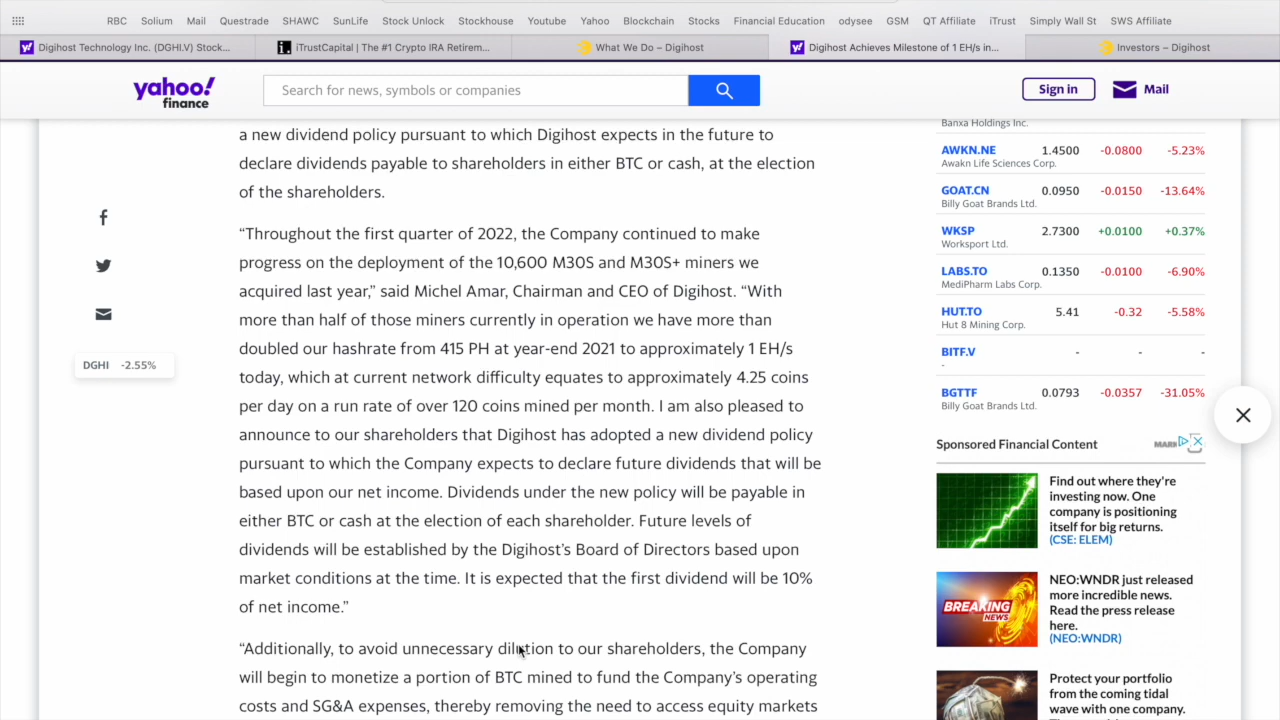 RBC Solium Mail Questrade SHAWC SunLife Stock Unlock Stockhouse Youtube Yahoo Blockchain Stocks Financial Education odysee GSM QT Affiliate iTrust Simply Wall St SWS Affiliate
Digihost Technology Inc. (DGHI.V) Stock... iTrustCapital | The #1 Crypto IRA Retirem... What We Do – Digihost Digihost Achieves Milestone of 1 EH/s in... Investors – Digihost
yahoo!
finance
Search for news, symbols or companies
Sign in
Mail
a new dividend policy pursuant to which Digihost expects in the future to
declare dividends payable to shareholders in either BTC or cash, at the election
of the shareholders.
“Throughout the first quarter of 2022, the Company continued to make
progress on the deployment of the 10,600 M30S and M30S+ miners we
acquired last year,” said Michel Amar, Chairman and CEO of Digihost. “With
more than half of those miners currently in operation we have more than
doubled our hashrate from 415 PH at year-end 2021 to approximately 1 EH/s
today, which at current network difficulty equates to approximately 4.25 coins
per day on a run rate of over 120 coins mined per month. I am also pleased to
announce to our shareholders that Digihost has adopted a new dividend policy
pursuant to which the Company expects to declare future dividends that will be
based upon our net income. Dividends under the new policy will be payable in
either BTC or cash at the election of each shareholder. Future levels of
dividends will be established by the Digihost’s Board of Directors based upon
market conditions at the time. It is expected that the first dividend will be 10%
of net income.”
“Additionally, to avoid unnecessary dilution to our shareholders, the Company
will begin to monetize a portion of BTC mined to fund the Company’s operating
costs and SG&A expenses, thereby removing the need to access equity markets
DGHI -2.55%
Banxa Holdings Inc.
AWKN.NE 1.4500 -0.0800 -5.23%
Awakn Life Sciences Corp.
GOAT.CN 0.0950 -0.0150 -13.64%
Billy Goat Brands Ltd.
WKSP 2.7300 +0.0100 +0.37%
Worksport Ltd.
LABS.TO 0.1350 -0.0100 -6.90%
MediPharm Labs Corp.
HUT.TO 5.41 -0.32 -5.58%
Hut 8 Mining Corp.
BITF.V - - -
-
BGTTF 0.0793 -0.0357 -31.05%
Billy Goat Brands Ltd.
Sponsored Financial Content
Find out where they're
investing now. One
company is positioning
itself for big returns.
(CSE: ELEM)
BREAKING
NEWS
NEO:WNDR just released
more incredible news.
Read the press release
here.
(NEO:WNDR)
Protect your portfolio
from the coming tidal
wave with one company.